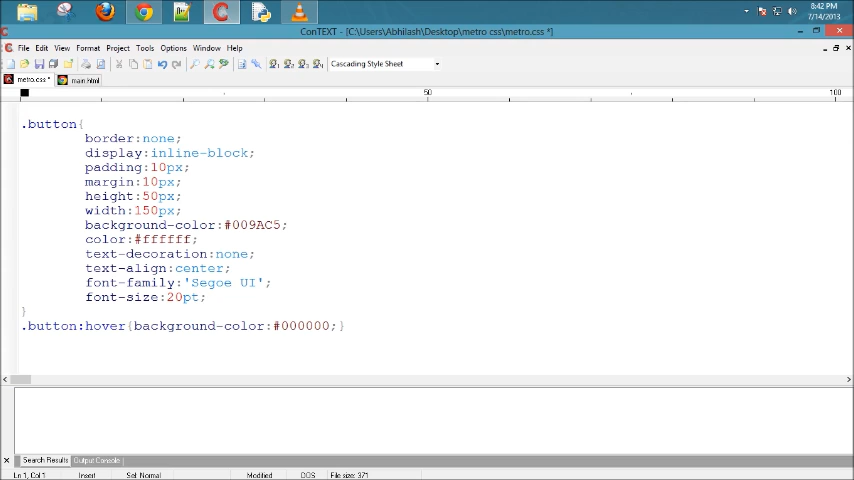 8:42 PM
7/14/2013
ConTEXT - [C:\Users\Abhilash\Desktop\metro css\metro.css *]
File Edit View Format Project Tools Options Window Help
Cascading Style Sheet
metro.css * main html
50 100
.button{
border:none;
display:inline-block;
padding:10px;
margin:10px;
height:50px;
width:150px;
background-color:#009AC5;
color:#ffffff;
text-decoration:none;
text-align:center;
font-family:'Segoe UI';
font-size:20pt;
}
.button:hover{background-color:#000000;}
Search Results Output Console
Ln 1, Col 1 Insert Sel: Normal Modified DOS File size: 371